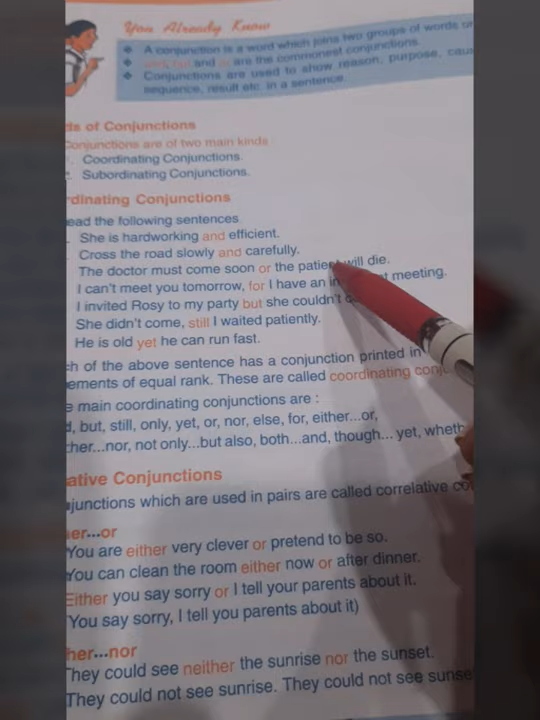 You Already Know
A conjunction is a word which joins two groups of words or
and, but and or are the commonest conjunctions.
Conjunctions are used to show reason, purpose, cau
sequence, result etc. in a sentence.
ds of Conjunctions
Conjunctions are of two main kinds
Coordinating Conjunctions
Subordinating Conjunctions.
rdinating Conjunctions
ead the following sentences
She is hardworking and efficient.
Cross the road slowly and carefully.
The doctor must come soon or the patient will die.
I can't meet you tomorrow, for I have an meeting.
I invited Rosy to my party but she couldn't
She didn't come, still I waited patiently.
He is old yet he can run fast.
ch of the above sentence has a conjunction printed in
ements of equal rank. These are called coordinating conj
e main coordinating conjunctions are :
d, but, still, only, yet, or, nor, else, for, either...or,
ther...nor, not only...but also, both...and, though... yet, wheth
ative Conjunctions
junctions which are used in pairs are called correlative co
her...or
You are either very clever or pretend to be so.
You can clean the room either now or after dinner.
Either you say sorry or I tell your parents about it.
You say sorry, I tell you parents about it)
her...nor
They could see neither the sunrise nor the sunset.
They could not see sunrise. They could not see sunse